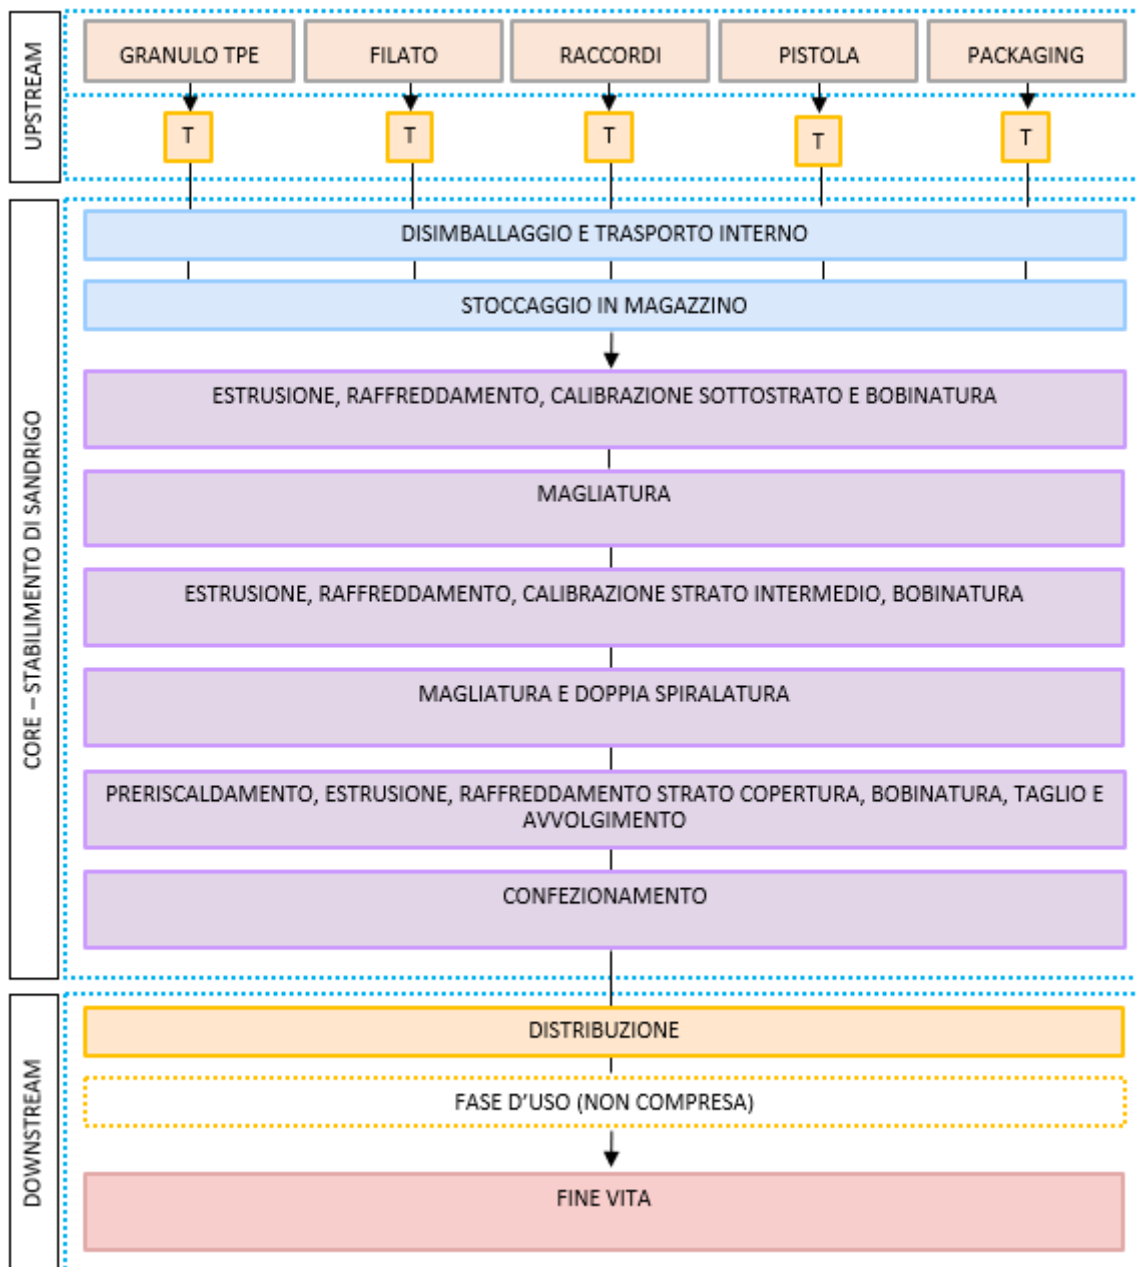 UPSTREAM
GRANULO TPE
FILATO
RACCORDI
PISTOLA
PACKAGING
T
T
T
T
T
CORE – STABILIMENTO DI SANDRIGO
DISIMBALLAGGIO E TRASPORTO INTERNO
STOCCAGGIO IN MAGAZZINO
ESTRUSIONE, RAFFREDDAMENTO, CALIBRAZIONE SOTTOSTRATO E BOBINATURA
MAGLIATURA
ESTRUSIONE, RAFFREDDAMENTO, CALIBRAZIONE STRATO INTERMEDIO, BOBINATURA
MAGLIATURA E DOPPIA SPIRALATURA
PRERISCALDAMENTO, ESTRUSIONE, RAFFREDDAMENTO STRATO COPERTURA, BOBINATURA, TAGLIO E
AVVOLGIMENTO
CONFEZIONAMENTO
DOWNSTREAM
DISTRIBUZIONE
FASE D'USO (NON COMPRESA)
FINE VITA